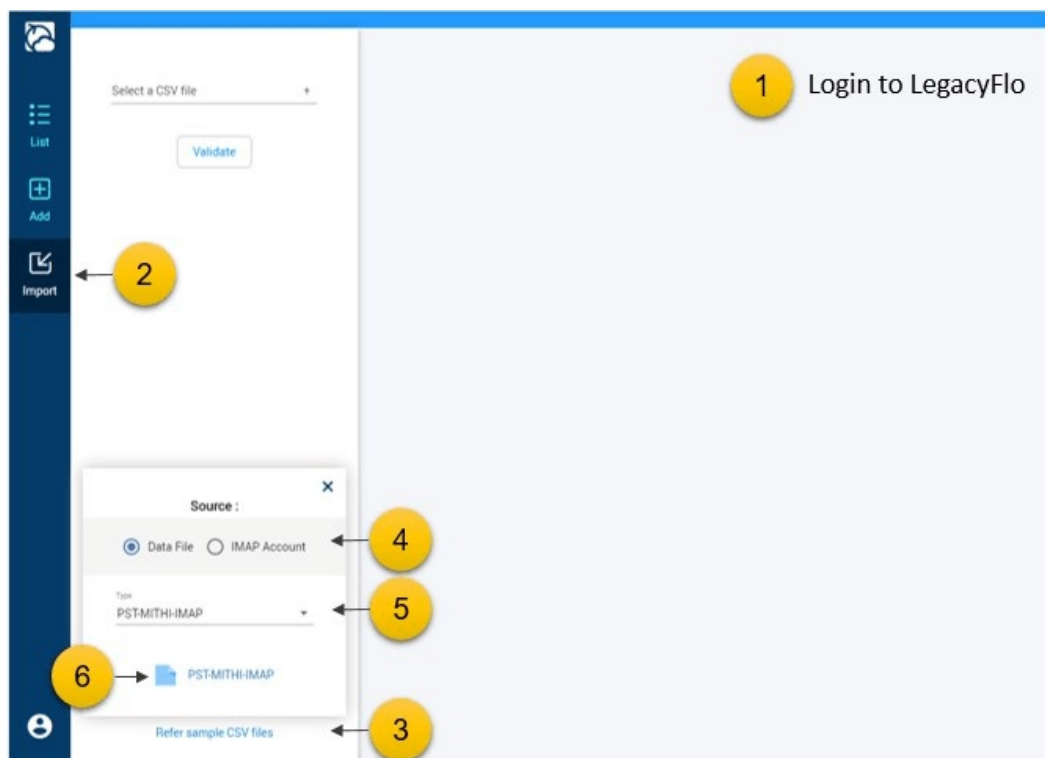 1 Login to LegacyFlo
Select a CSV file +
Validate
List
Add
Import
2
Source :
Data File IMAP Account
4
Type
PST-MITHI-IMAP
5
6
PST-MITHI-IMAP
Refer sample CSV files
3